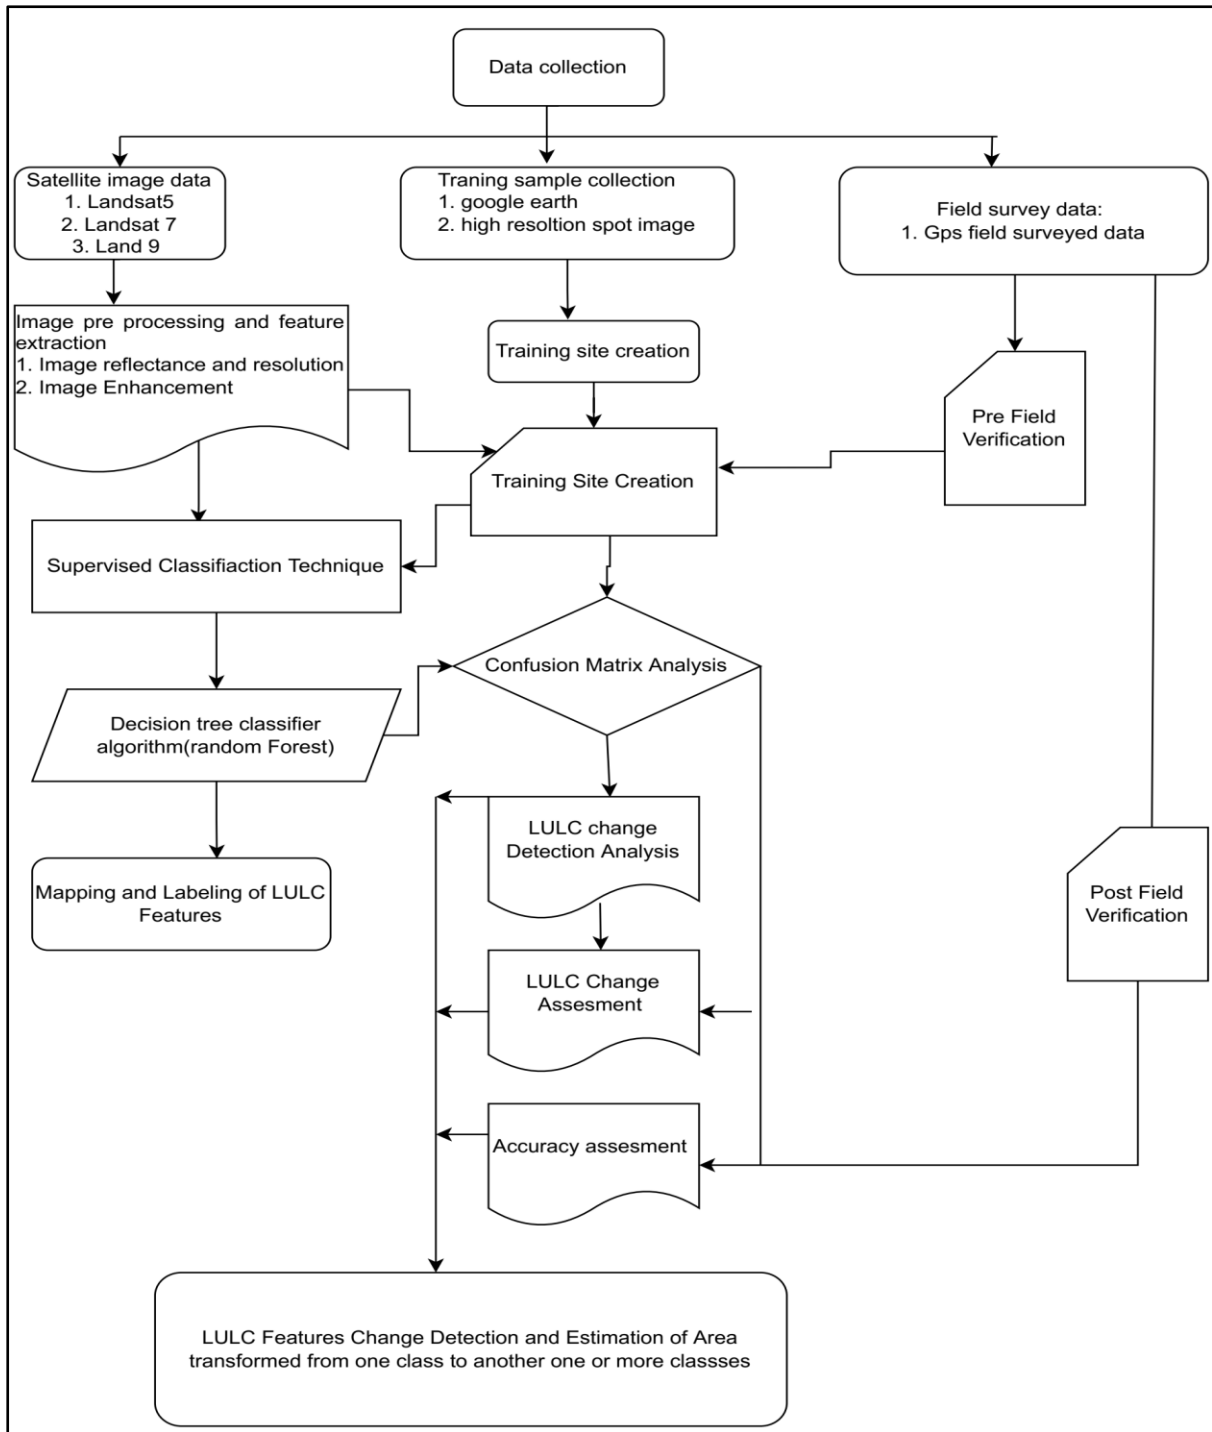 Data collection
Satellite image data
1. Landsat5
2. Landsat 7
3. Land 9
Traning sample collection
1. google earth
2. high resoltion spot image
Field survey data:
1. Gps field surveyed data
Image pre processing and feature
extraction
1. Image reflectance and resolution
2. Image Enhancement
Training site creation
Pre Field
Verification
Training Site Creation
Supervised Classifiaction Technique
Confusion Matrix Analysis
Decision tree classifier
algorithm(random Forest)
LULC change
Detection Analysis
Mapping and Labeling of LULC
Features
Post Field
Verification
LULC Change
Assesment
Accuracy assesment
LULC Features Change Detection and Estimation of Area
transformed from one class to another one or more classses